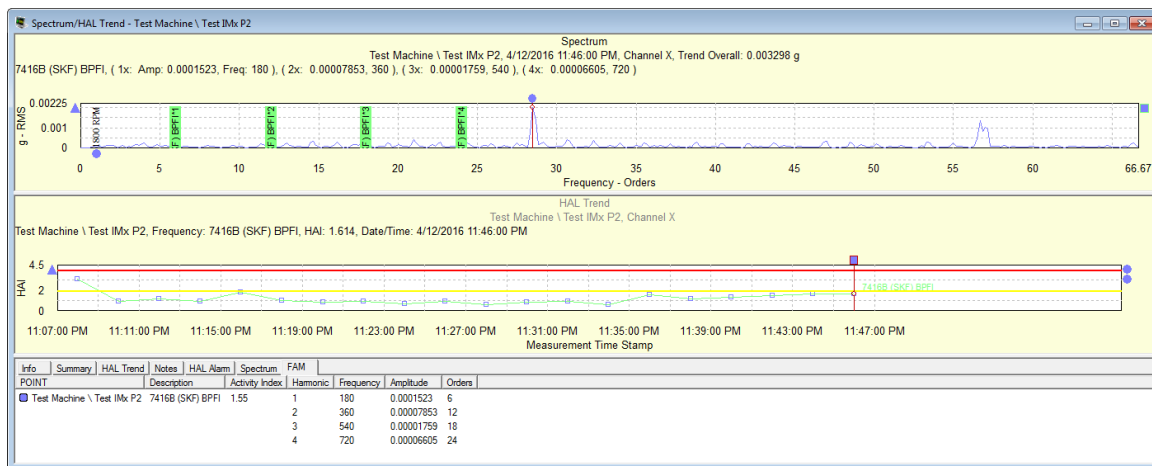 Spectrum/HAL Trend - Test Machine \ Test IMx P2
Spectrum
Test Machine \ Test IMx P2, 4/12/2016 11:46:00 PM, Channel X, Trend Overall: 0.003298 g
7416B (SKF) BPFI, ( 1x: Amp: 0.0001523, Freq: 180 ), ( 2x: 0.00007853, 360 ), ( 3x: 0.00001759, 540 ), ( 4x: 0.00006605, 720 )
g - RMS
0.00225
0.001
0
1800 RPM
F) BPFI*1
F) BPFI*2
F) BPFI*3
F) BPFI*4
0 5 10 15 20 25 30 35 40 45 50 55 60 66.67
Frequency - Orders
HAL Trend
Test Machine \ Test IMx P2, Channel X
Test Machine \ Test IMx P2, Frequency: 7416B (SKF) BPFI, HAI: 1.614, Date/Time: 4/12/2016 11:46:00 PM
HAI
4.5
2
0
7416B (SKF) BPFI
11:07:00 PM 11:11:00 PM 11:15:00 PM 11:19:00 PM 11:23:00 PM 11:27:00 PM 11:31:00 PM 11:35:00 PM 11:39:00 PM 11:43:00 PM 11:47:00 PM
Measurement Time Stamp
Info Summary HAL Trend Notes HAL Alarm Spectrum FAM
POINT Description Activity Index Harmonic Frequency Amplitude Orders
Test Machine \ Test IMx P2 7416B (SKF) BPFI 1.55 1 180 0.0001523 6
2 360 0.00007853 12
3 540 0.00001759 18
4 720 0.00006605 24